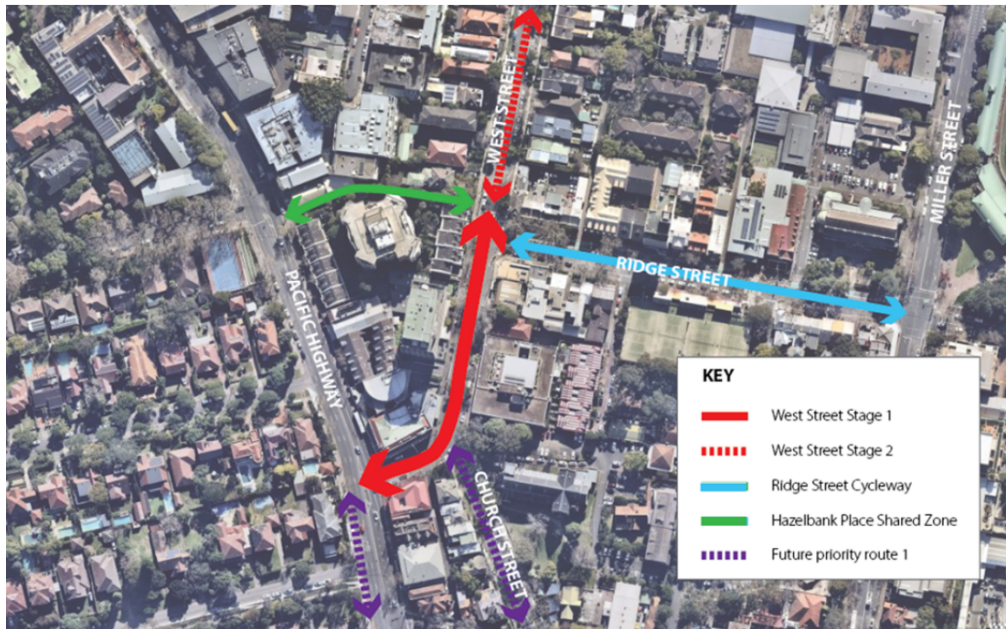 WEST STREET
MILLER STREET
RIDGE STREET
PACIFIC HIGHWAY
CHURCH STREET
KEY
West Street Stage 1
West Street Stage 2
Ridge Street Cycleway
Hazelbank Place Shared Zone
Future priority route 1